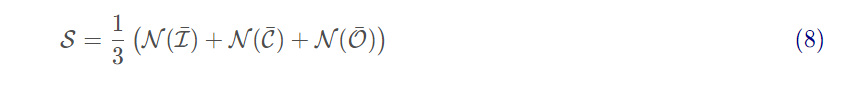 𝒮 = 1/3 (𝒩(ℐ̄) + 𝒩(𝒞̄) + 𝒩(𝒪̄)) (8)